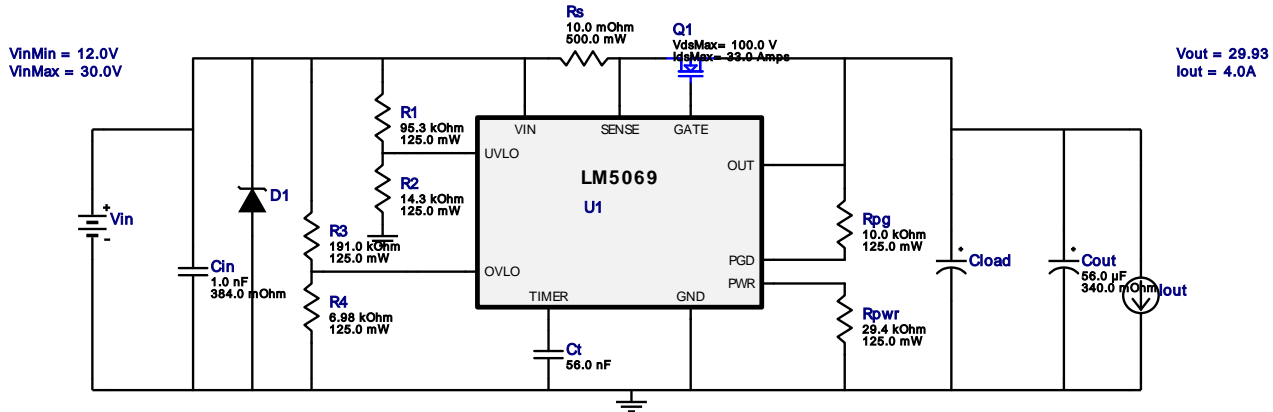 VinMin = 12.0V
VinMax = 30.0V
Rs
10.0 mOhm
500.0 mW
Q1
VdsMax= 100.0 V
IdsMax= 33.0 Amps
Vout = 29.93
Iout = 4.0A
R1
95.3 kOhm
125.0 mW
R2
14.3 kOhm
125.0 mW
VIN
SENSE
GATE
UVLO
OUT
LM5069
U1
D1
Vin
+
-
R3
191.0 kOhm
125.0 mW
OVLO
PGD
PWR
TIMER
GND
Rpg
10.0 kOhm
125.0 mW
Cin
1.0 nF
384.0 mOhm
R4
6.98 kOhm
125.0 mW
Rpwr
29.4 kOhm
125.0 mW
Ct
56.0 nF
Cload
Cout
56.0 µF
340.0 mOhm
Iout